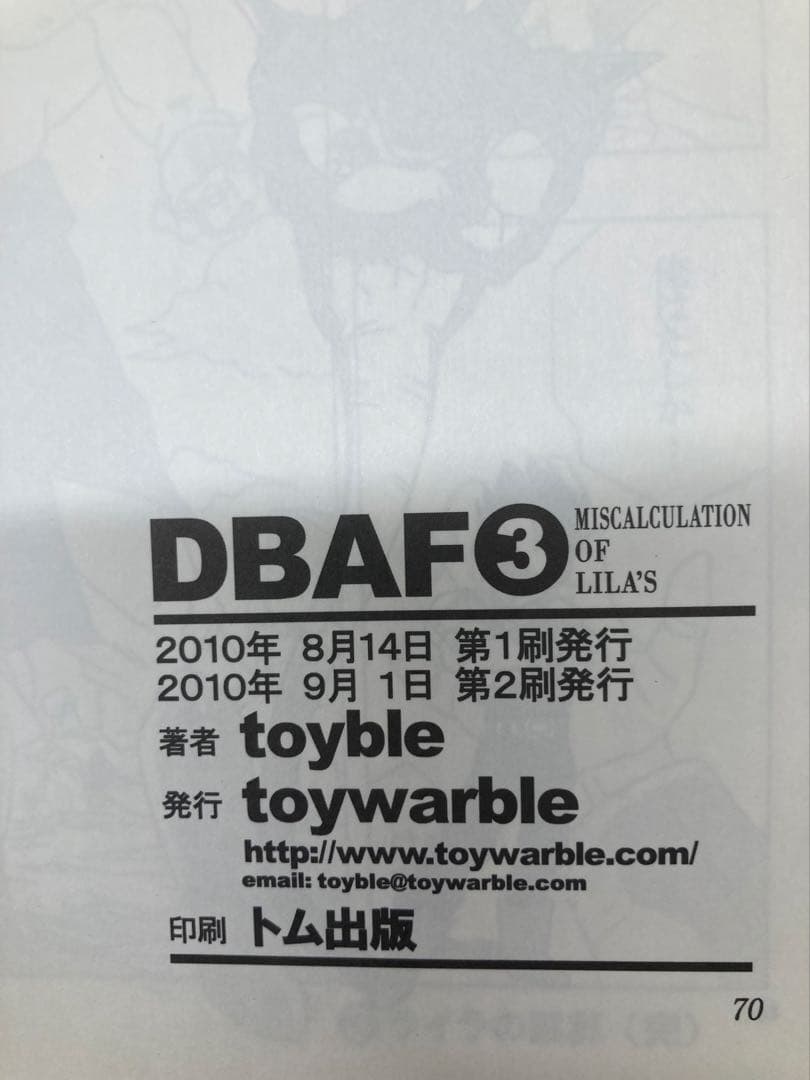 DBAF③ MISCALCULATION
OF
LILA'S
2010年 8月14日 第1刷発行
2010年 9月 1日 第2刷発行
著者 toyble
発行 toywarble
http://www.toywarble.com/
email: toyble@toywarble.com
印刷 トム出版
70